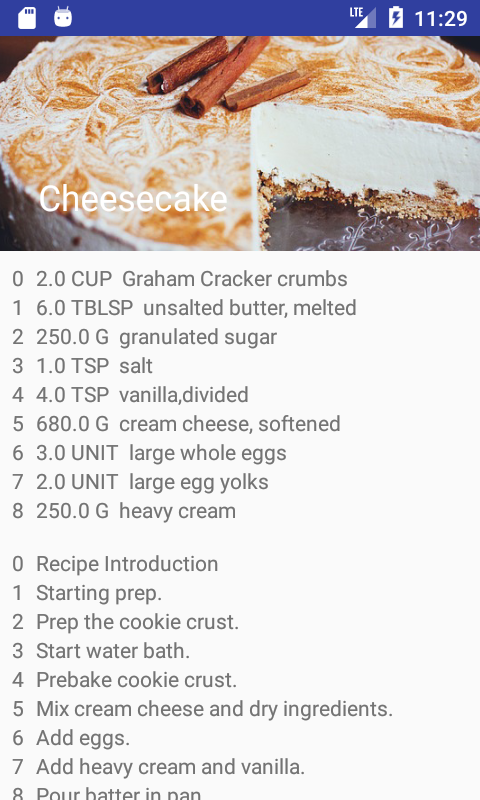 LTE 11:29
Cheesecake
0 2.0 CUP Graham Cracker crumbs
1 6.0 TBLSP unsalted butter, melted
2 250.0 G granulated sugar
3 1.0 TSP salt
4 4.0 TSP vanilla,divided
5 680.0 G cream cheese, softened
6 3.0 UNIT large whole eggs
7 2.0 UNIT large egg yolks
8 250.0 G heavy cream
0 Recipe Introduction
1 Starting prep.
2 Prep the cookie crust.
3 Start water bath.
4 Prebake cookie crust.
5 Mix cream cheese and dry ingredients.
6 Add eggs.
7 Add heavy cream and vanilla.
8 Pour batter in pan